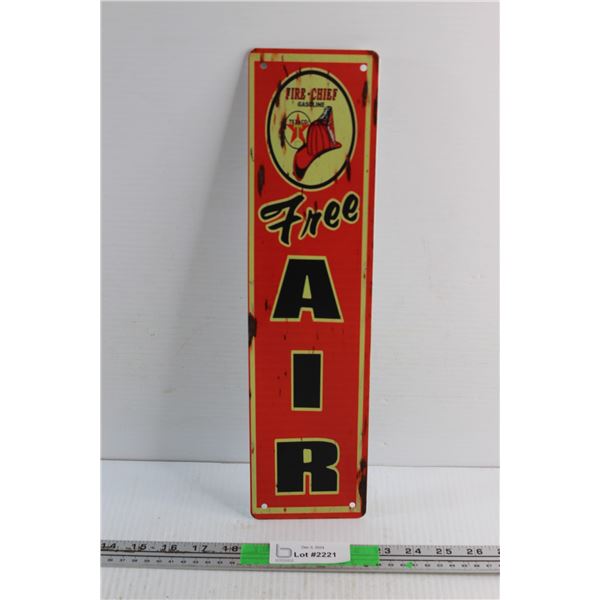 FIRE-CHIEF
GASOLINE
TEXACO
T
Free
A
I
R
14 15 16 17 18 23 24 25 26
Lot #2221